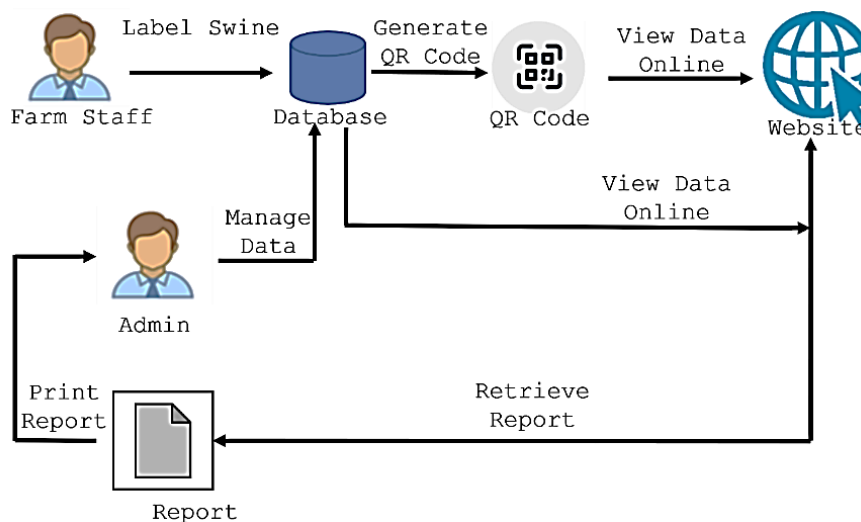 Label Swine
Generate
QR Code
View Data
Online
Farm Staff
Database
QR Code
Website
View Data
Online
Manage
Data
Admin
Print
Report
Retrieve
Report
Report